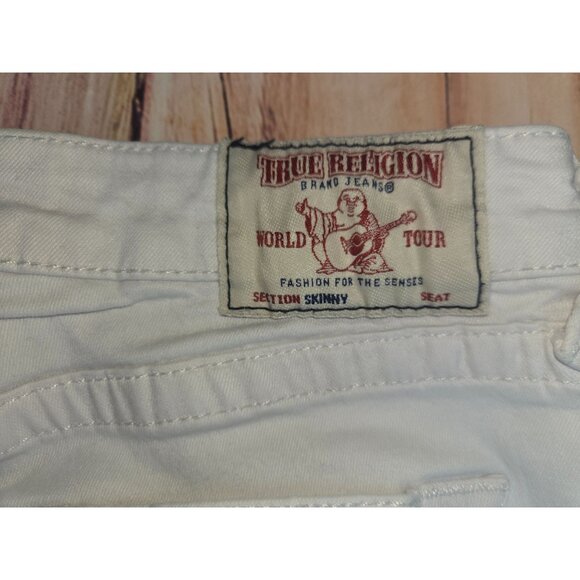 TRUE RELIGION
BRAND JEANS®
WORLD TOUR
FASHION FOR THE SENSES
SECTION SKINNY SEAT